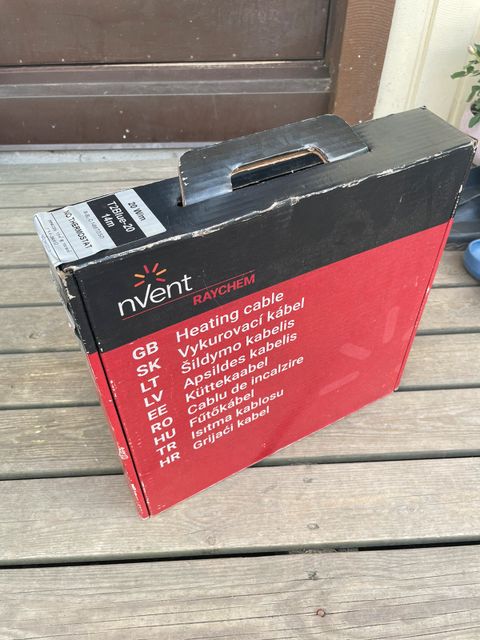 20 W/m
T2Blue-20
14m
NO THERMOSTAT
nVent
RAYCHEM
GB Heating cable
SK Vykurovací kábel
LT Šildymo kabelis
LV Apsildes kabelis
EE Küttekaabel
RO Cablu de incalzire
HU Fűtőkábel
TR Isıtma kablosu
HR Grijaći kabel